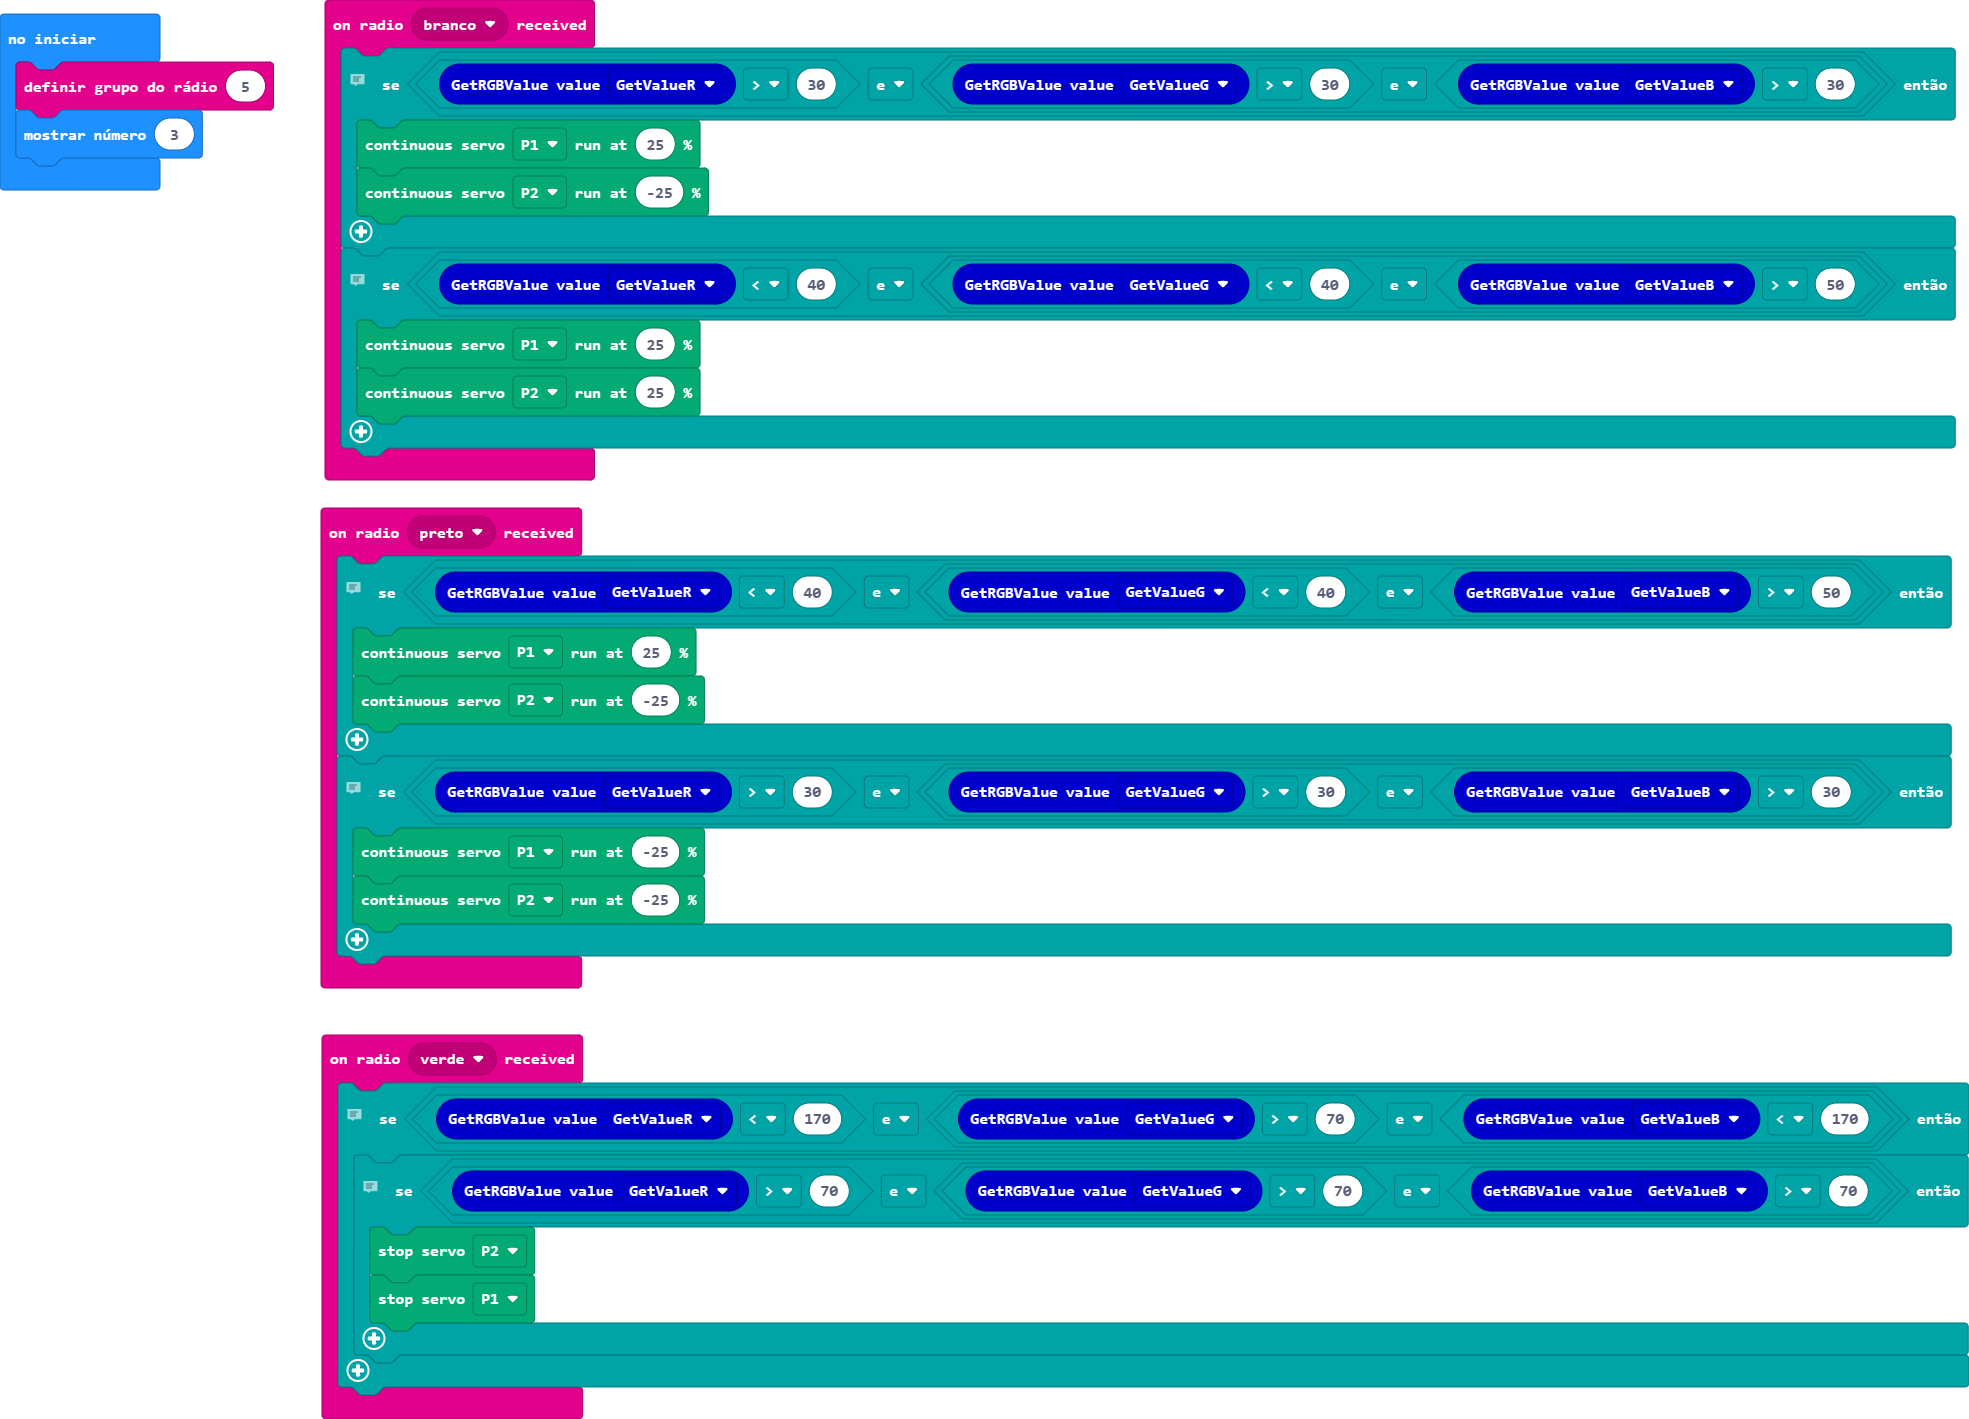 no iniciar
definir grupo do rádio 5
mostrar número 3
on radio branco received
se GetRGBValue value GetValueR > 30 e GetRGBValue value GetValueG > 30 e GetRGBValue value GetValueB > 30 então
continuous servo P1 run at 25 %
continuous servo P2 run at -25 %
se GetRGBValue value GetValueR < 40 e GetRGBValue value GetValueG < 40 e GetRGBValue value GetValueB > 50 então
continuous servo P1 run at 25 %
continuous servo P2 run at 25 %
on radio preto received
se GetRGBValue value GetValueR < 40 e GetRGBValue value GetValueG < 40 e GetRGBValue value GetValueB > 50 então
continuous servo P1 run at 25 %
continuous servo P2 run at -25 %
se GetRGBValue value GetValueR > 30 e GetRGBValue value GetValueG > 30 e GetRGBValue value GetValueB > 30 então
continuous servo P1 run at -25 %
continuous servo P2 run at -25 %
on radio verde received
se GetRGBValue value GetValueR < 170 e GetRGBValue value GetValueG > 70 e GetRGBValue value GetValueB < 170 então
se GetRGBValue value GetValueR > 70 e GetRGBValue value GetValueG > 70 e GetRGBValue value GetValueB > 70 então
stop servo P2
stop servo P1